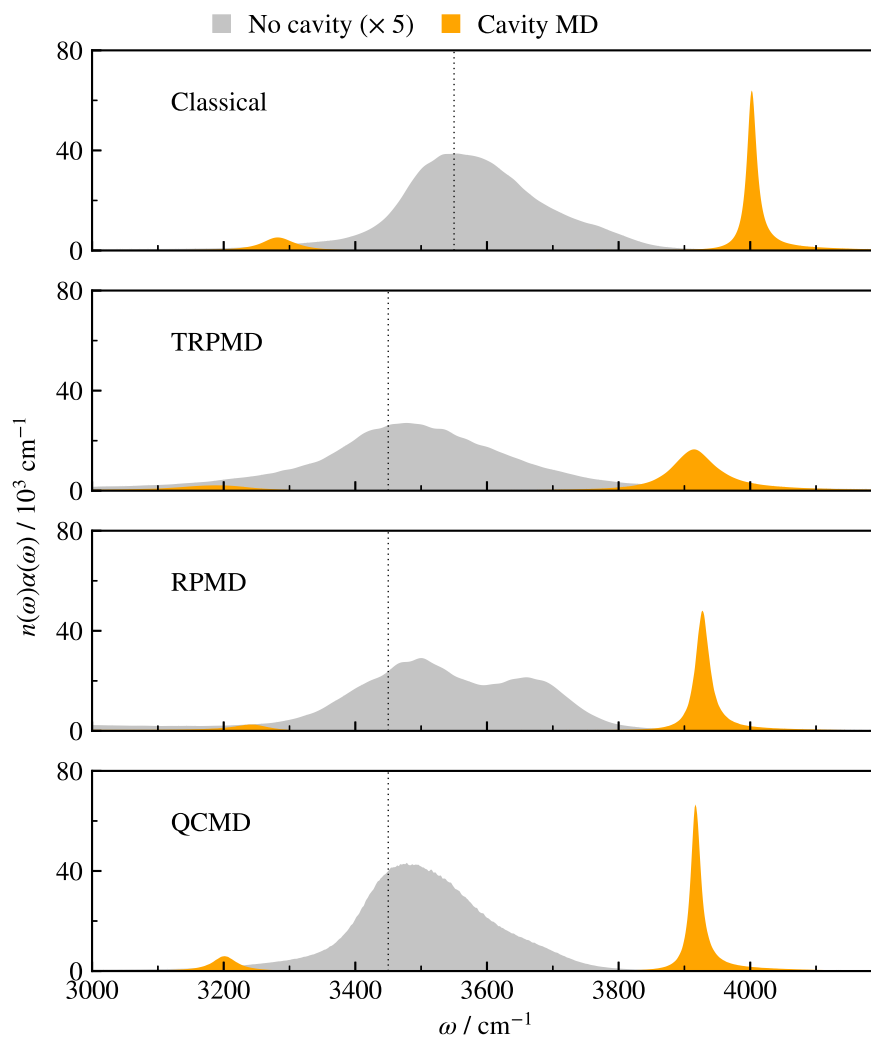 No cavity (× 5) Cavity MD
80
Classical
40
0
80
TRPMD
40
0
80
RPMD
40
0
80
QCMD
40
0
3000 3200 3400 3600 3800 4000
n(ω)α(ω) / 10³ cm⁻¹
ω / cm⁻¹